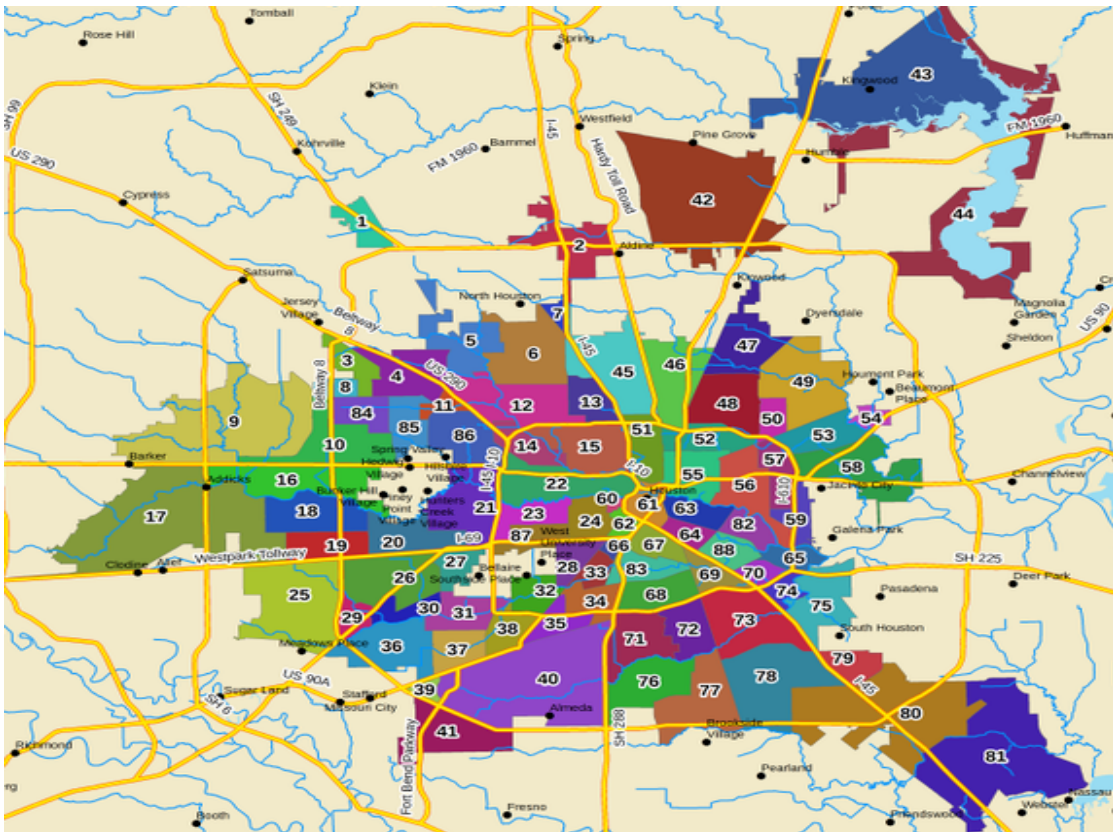 Tomball
Rose Hill
Spring
Kingwood
43
Klein
SH 249
SH 99
I-45
Westfield
Hardy Toll Road
Pine Grove
FM 1960
Huffman
US 290
Kohrville
FM 1960
Bammel
Humble
Cypress
1
42
44
2
Aldine
Satsuma
North Houston
Kinwood
Magnolia
Garden
US 90
Jersey
Village
Beltway
8
7
Dyersdale
Sheldon
5
6
I-45
47
3
4
US 290
45
46
49
Houmont Park
Beaumont
Place
Beltway 8
8
84
11
12
13
48
50
54
9
85
10
86
14
15
51
52
53
Barker
Spring Valley
Hedwig
Village
Hillshire
Village
I-10
I-45
I-10
57
58
Addicks
16
22
55
56
Jacinto City
Channelview
Bunker Hill
Village
Piney
Point
Village
Hunters
Creek
Village
Houston
I-610
17
18
21
23
24
60
61
63
82
59
Galena Park
19
20
I-69
87
West
University
Place
62
64
Westpark Tollway
66
67
88
65
SH 225
Clodine
Alief
27
Bellaire
28
33
83
69
70
Deer Park
Southside Place
26
25
32
34
68
74
75
Pasadena
29
30
31
35
South Houston
Meadows Place
36
37
38
71
72
73
79
I-45
US 90A
39
40
76
77
78
Sugar Land
Stafford
Missouri City
SH 6
80
Almeda
SH 288
41
Brookside
Village
Richmond
Fort Bend Parkway
81
Pearland
Nassau
Webster
Booth
Fresno
Friendswood